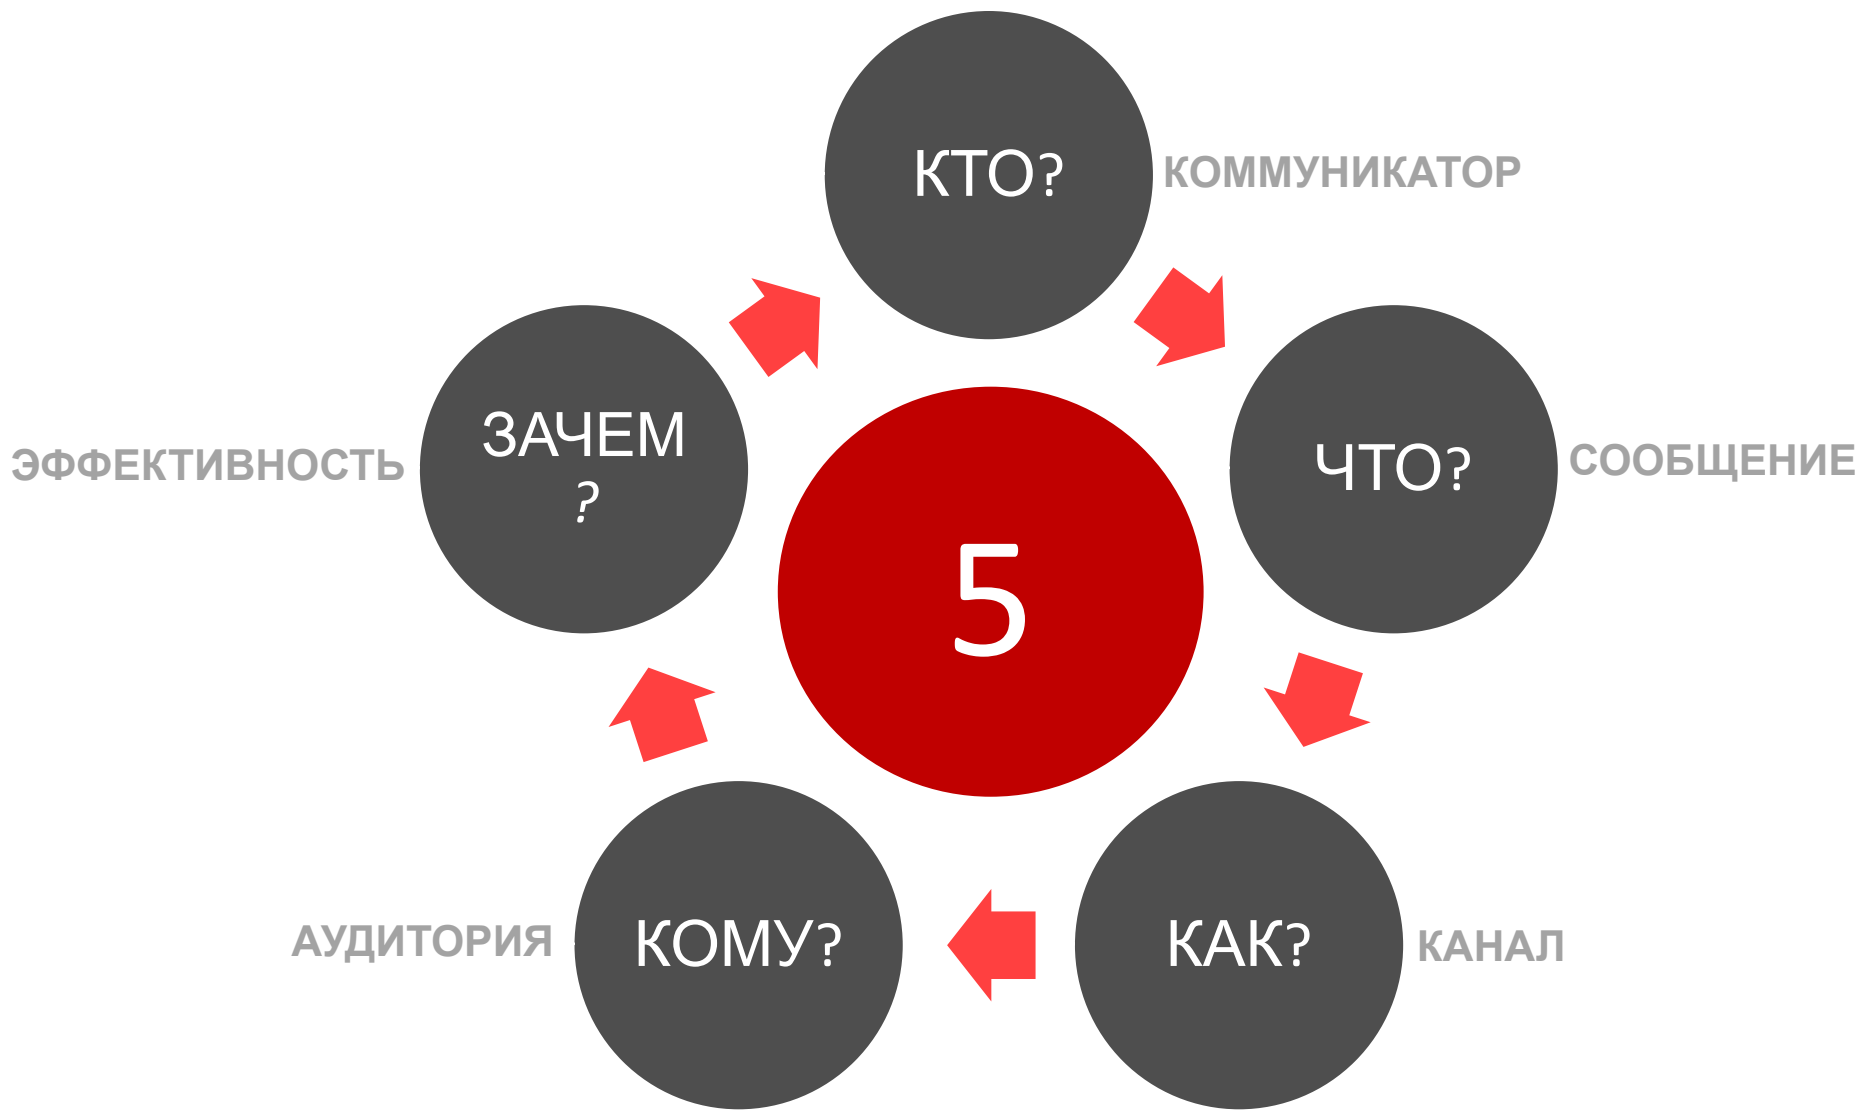 КТО?
КОММУНИКАТОР
ЧТО?
СООБЩЕНИЕ
КАК?
КАНАЛ
КОМУ?
АУДИТОРИЯ
ЗАЧЕМ
?
ЭФФЕКТИВНОСТЬ
5